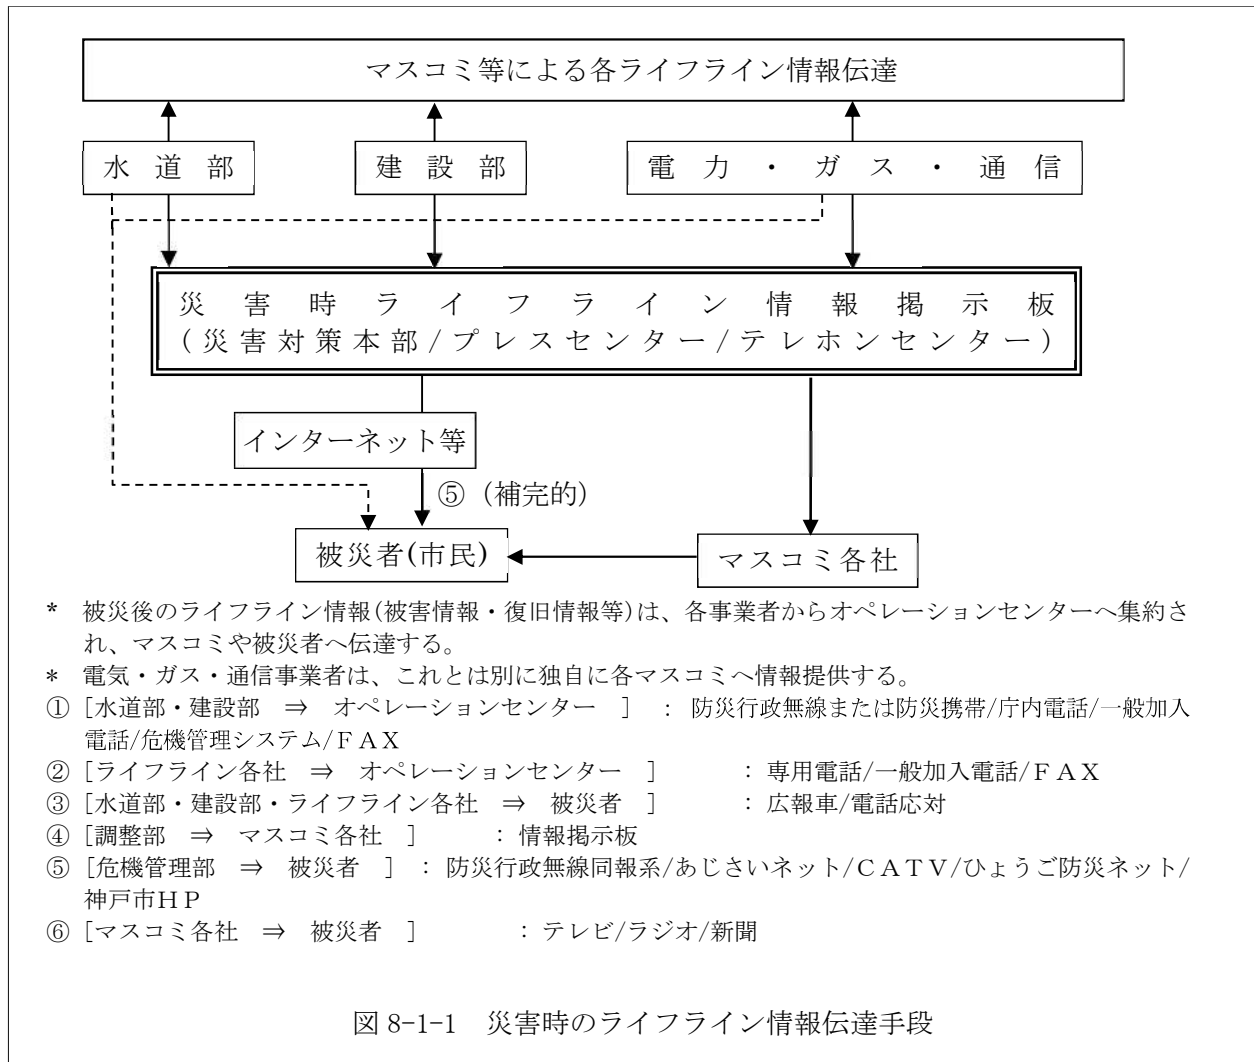 マスコミ等による各ライフライン情報伝達
水道部
建設部
電力・ガス・通信
災害時ライフライン情報掲示板
(災害対策本部/プレスセンター/テレホンセンター)
インターネット等
⑤ (補完的)
被災者(市民)
マスコミ各社
* 被災後のライフライン情報(被害情報・復旧情報等)は、各事業者からオペレーションセンターへ集約さ
れ、マスコミや被災者へ伝達する。
* 電気・ガス・通信事業者は、これとは別に独自に各マスコミへ情報提供する。
① [水道部・建設部 ⇒ オペレーションセンター ] : 防災行政無線または防災携帯/庁内電話/一般加入
電話/危機管理システム/FAX
② [ライフライン各社 ⇒ オペレーションセンター ] : 専用電話/一般加入電話/FAX
③ [水道部・建設部・ライフライン各社 ⇒ 被災者 ] : 広報車/電話応対
④ [調整部 ⇒ マスコミ各社 ] : 情報掲示板
⑤ [危機管理部 ⇒ 被災者 ] : 防災行政無線同報系/あじさいネット/CATV/ひょうご防災ネット/
神戸市HP
⑥ [マスコミ各社 ⇒ 被災者 ] : テレビ/ラジオ/新聞
図 8-1-1 災害時のライフライン情報伝達手段